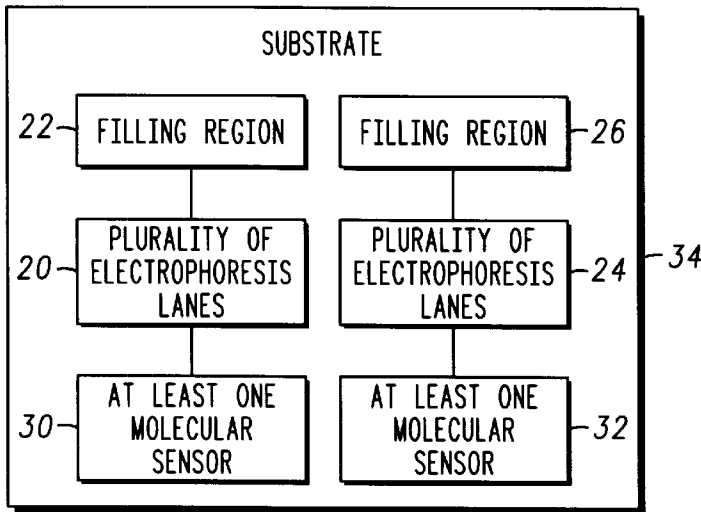 SUBSTRATE
22
FILLING REGION
FILLING REGION
26
20
PLURALITY OF
ELECTROPHORESIS
LANES
PLURALITY OF
ELECTROPHORESIS
LANES
24
34
30
AT LEAST ONE
MOLECULAR
SENSOR
AT LEAST ONE
MOLECULAR
SENSOR
32